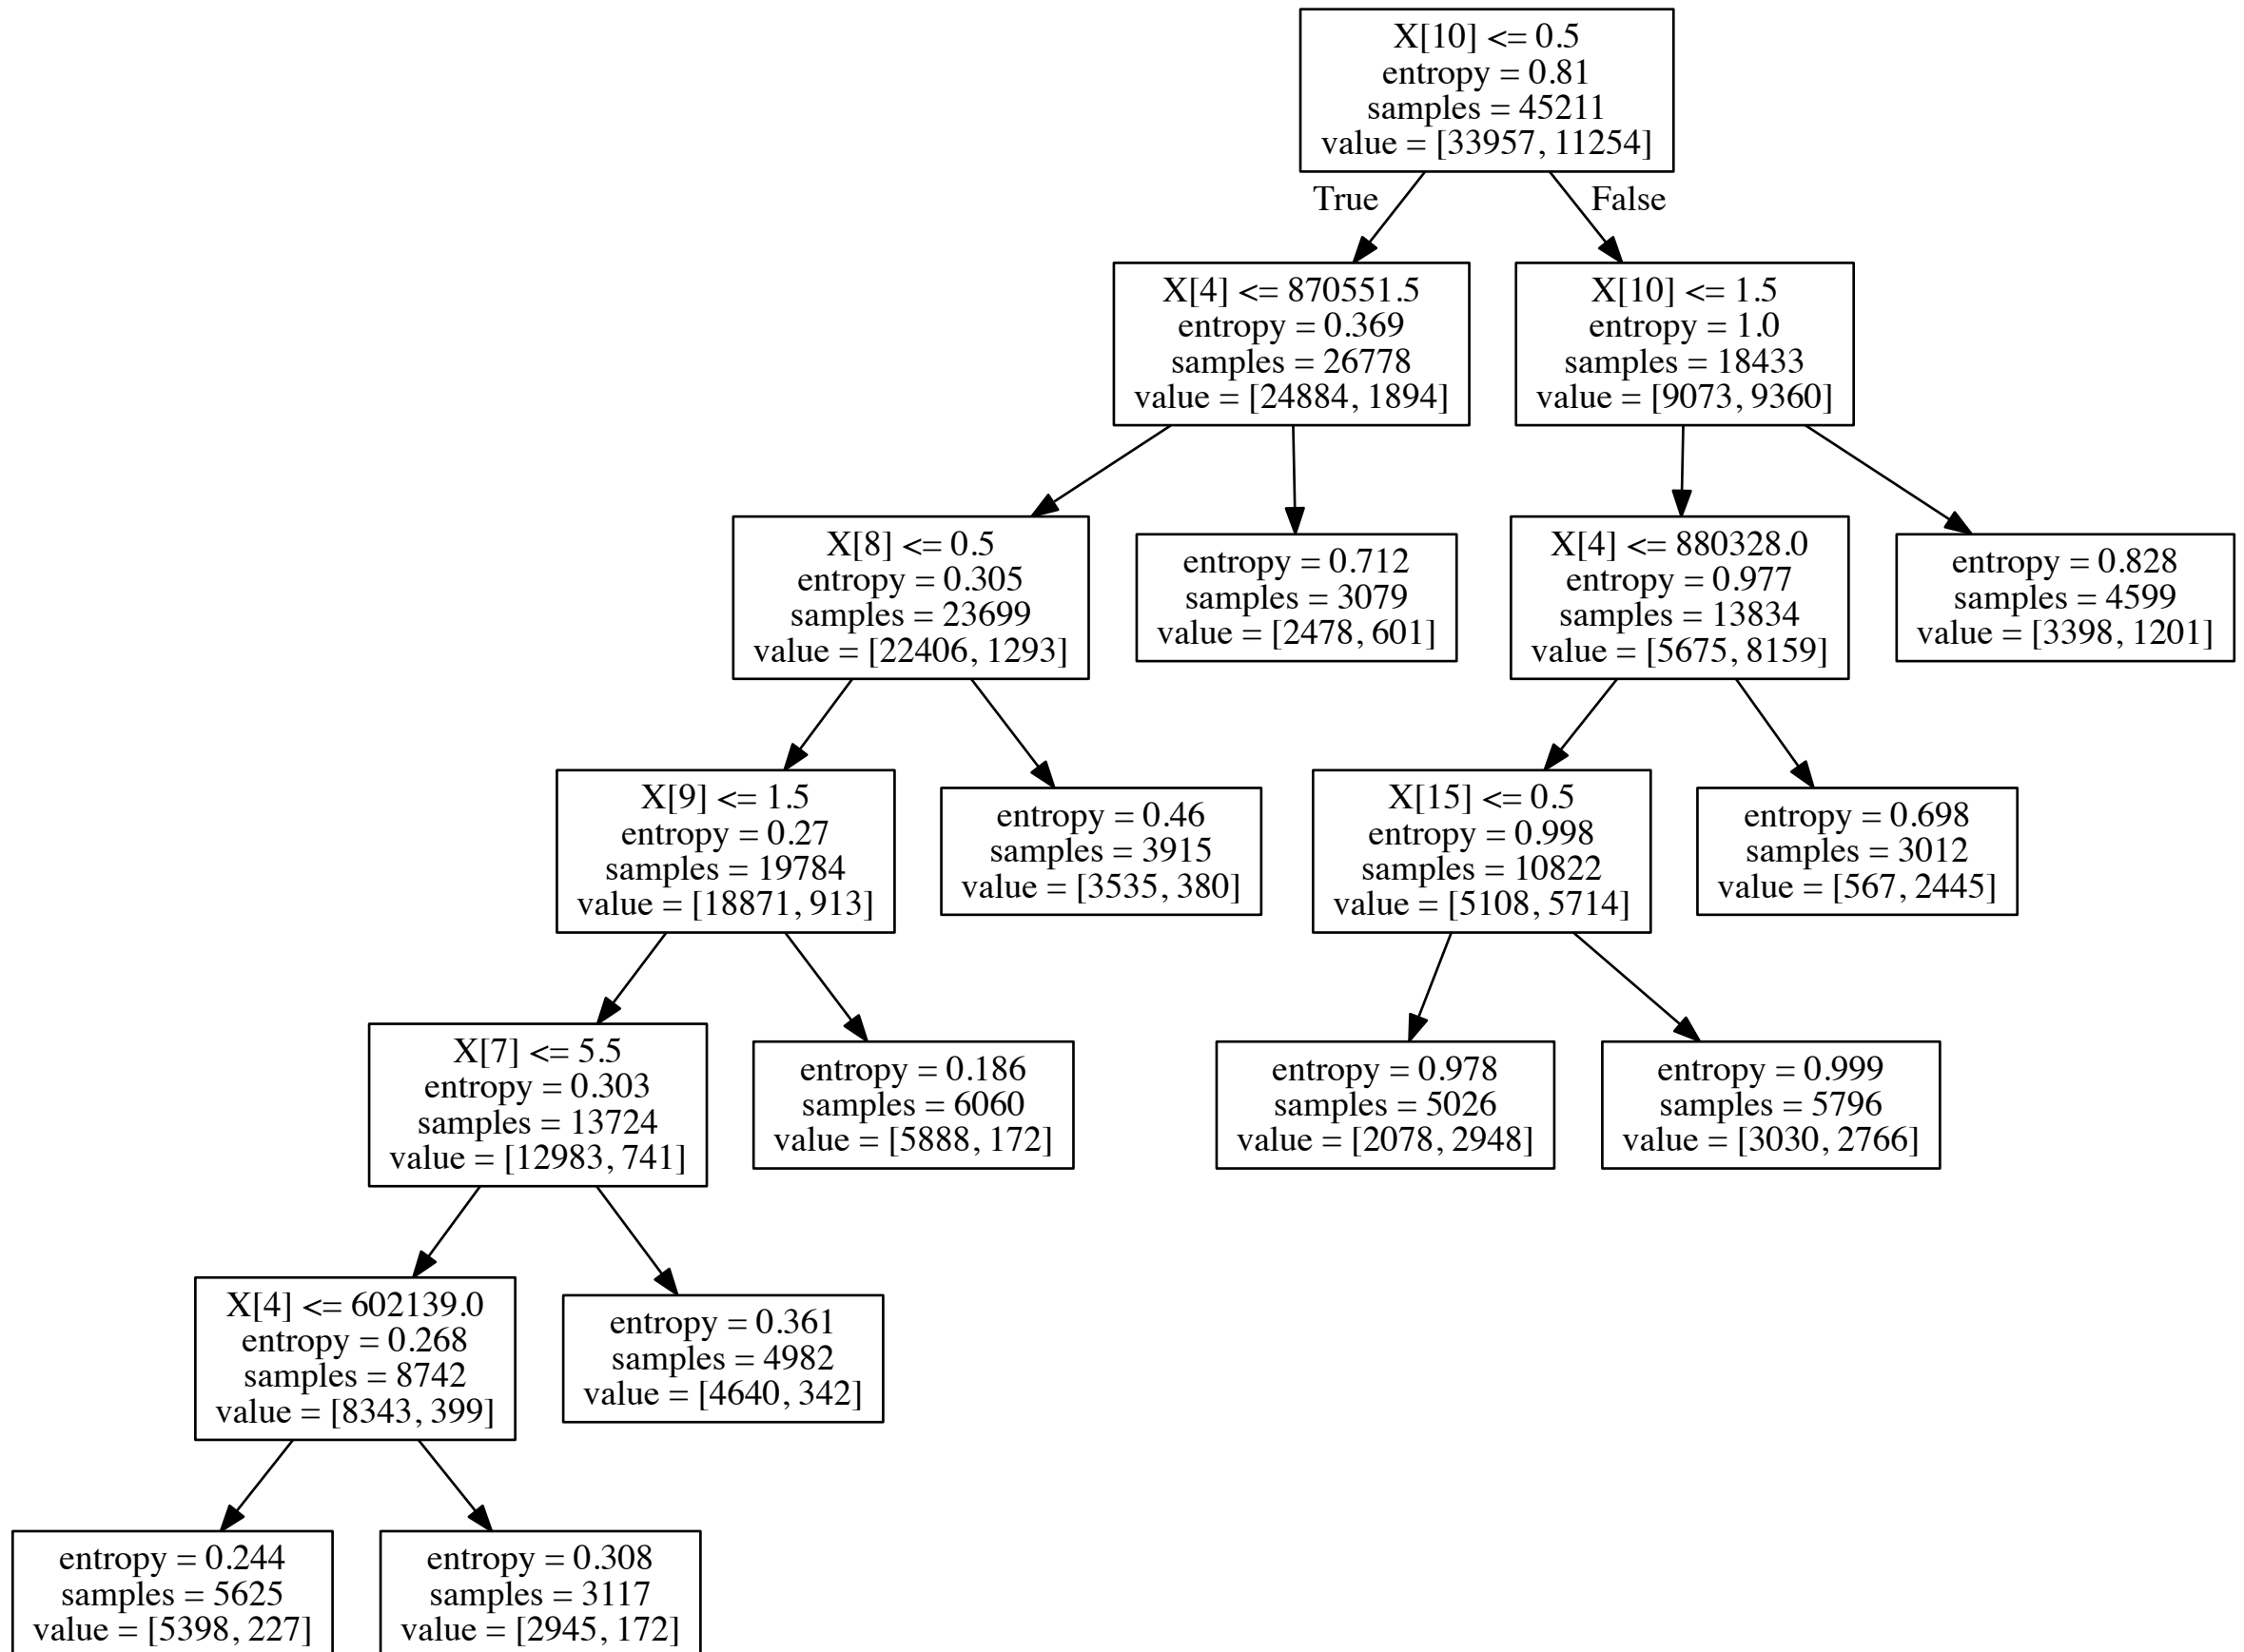 X[10] <= 0.5
entropy = 0.81
samples = 45211
value = [33957, 11254]
True
False
X[4] <= 870551.5
entropy = 0.369
samples = 26778
value = [24884, 1894]
X[10] <= 1.5
entropy = 1.0
samples = 18433
value = [9073, 9360]
X[8] <= 0.5
entropy = 0.305
samples = 23699
value = [22406, 1293]
entropy = 0.712
samples = 3079
value = [2478, 601]
X[4] <= 880328.0
entropy = 0.977
samples = 13834
value = [5675, 8159]
entropy = 0.828
samples = 4599
value = [3398, 1201]
X[9] <= 1.5
entropy = 0.27
samples = 19784
value = [18871, 913]
entropy = 0.46
samples = 3915
value = [3535, 380]
X[15] <= 0.5
entropy = 0.998
samples = 10822
value = [5108, 5714]
entropy = 0.698
samples = 3012
value = [567, 2445]
X[7] <= 5.5
entropy = 0.303
samples = 13724
value = [12983, 741]
entropy = 0.186
samples = 6060
value = [5888, 172]
entropy = 0.978
samples = 5026
value = [2078, 2948]
entropy = 0.999
samples = 5796
value = [3030, 2766]
X[4] <= 602139.0
entropy = 0.268
samples = 8742
value = [8343, 399]
entropy = 0.361
samples = 4982
value = [4640, 342]
entropy = 0.244
samples = 5625
value = [5398, 227]
entropy = 0.308
samples = 3117
value = [2945, 172]